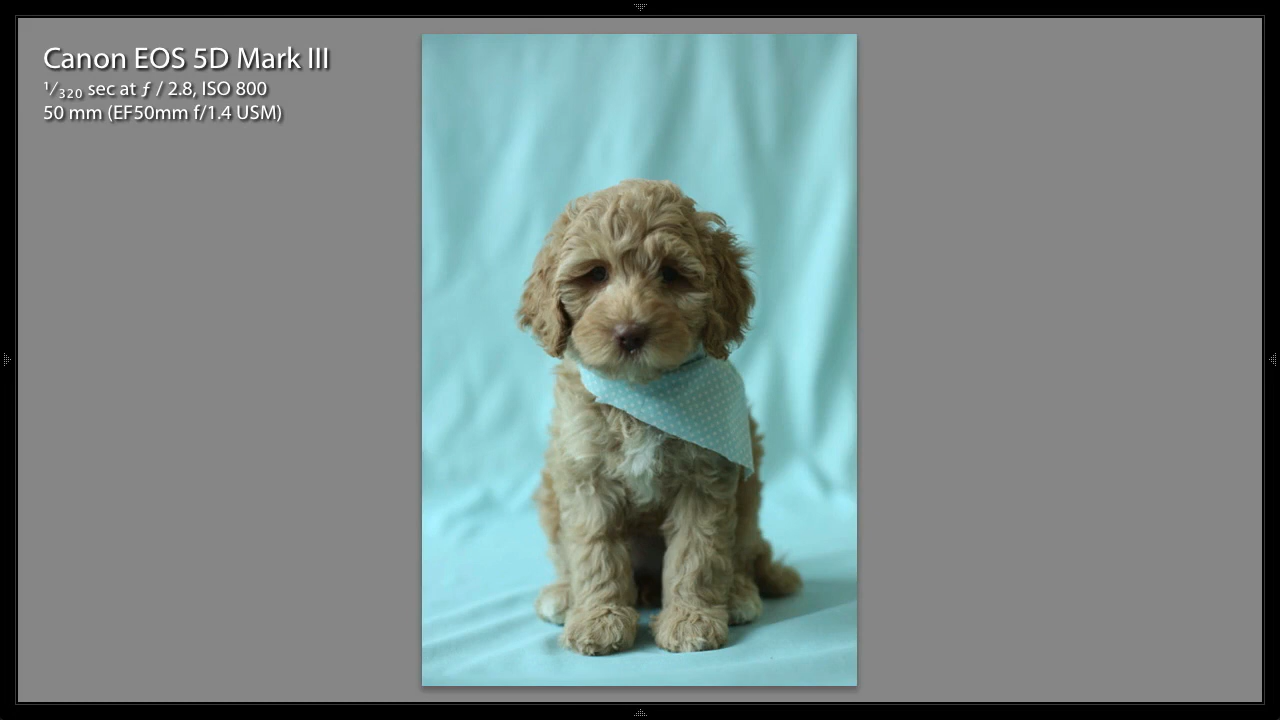 Canon EOS 5D Mark III
1/320 sec at ƒ / 2.8, ISO 800
50 mm (EF50mm f/1.4 USM)